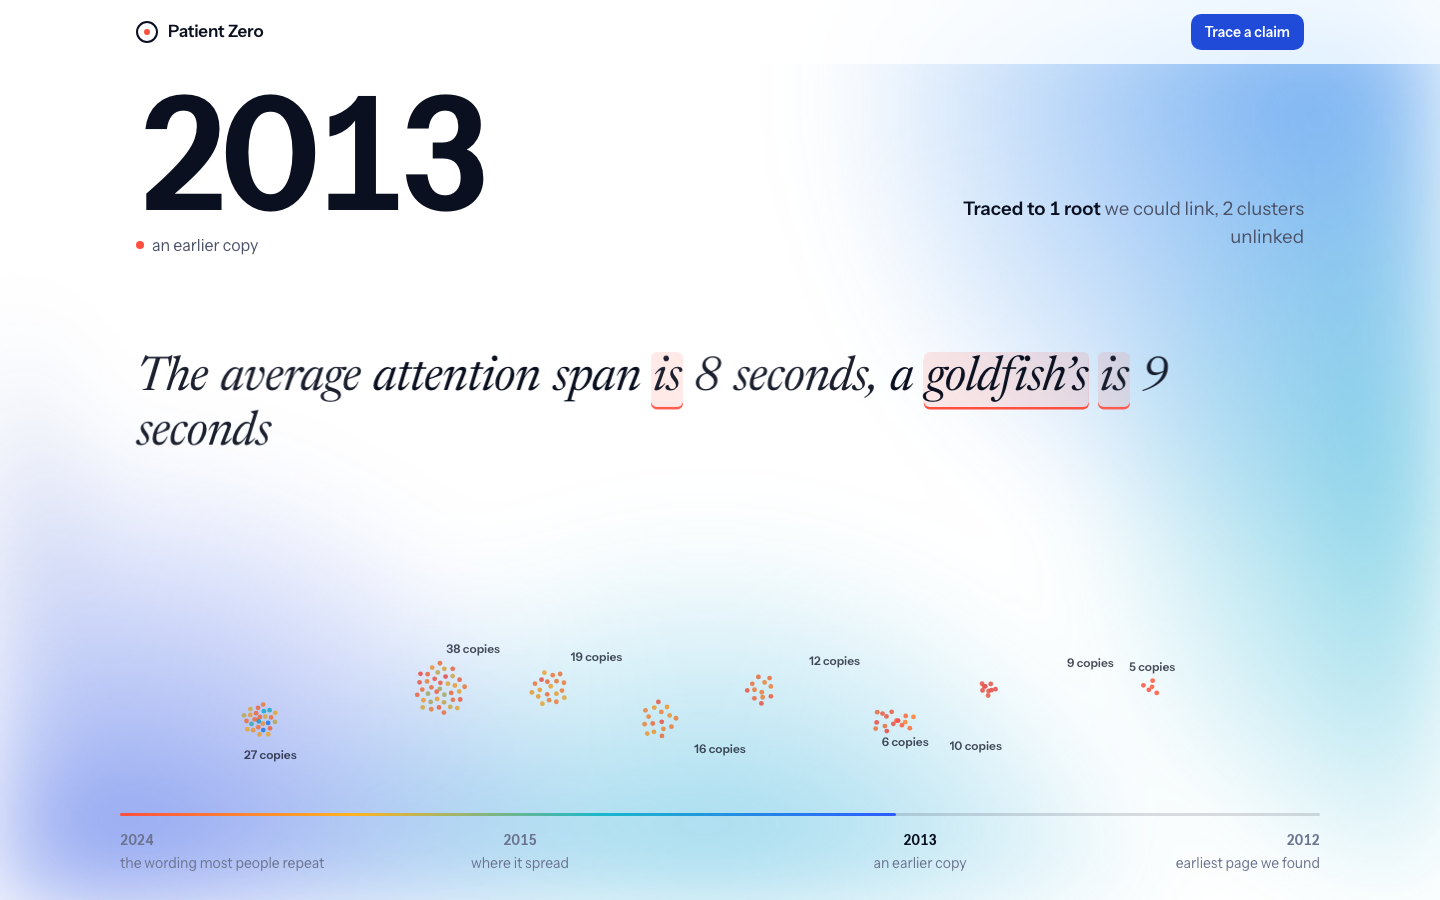 Patient Zero
Trace a claim
2013
an earlier copy
Traced to 1 root we could link, 2 clusters
unlinked
The average attention span is 8 seconds, a goldfish’s is 9
seconds
38 copies
19 copies
12 copies
9 copies
5 copies
27 copies
16 copies
6 copies
10 copies
2024
the wording most people repeat
2015
where it spread
2013
an earlier copy
2012
earliest page we found